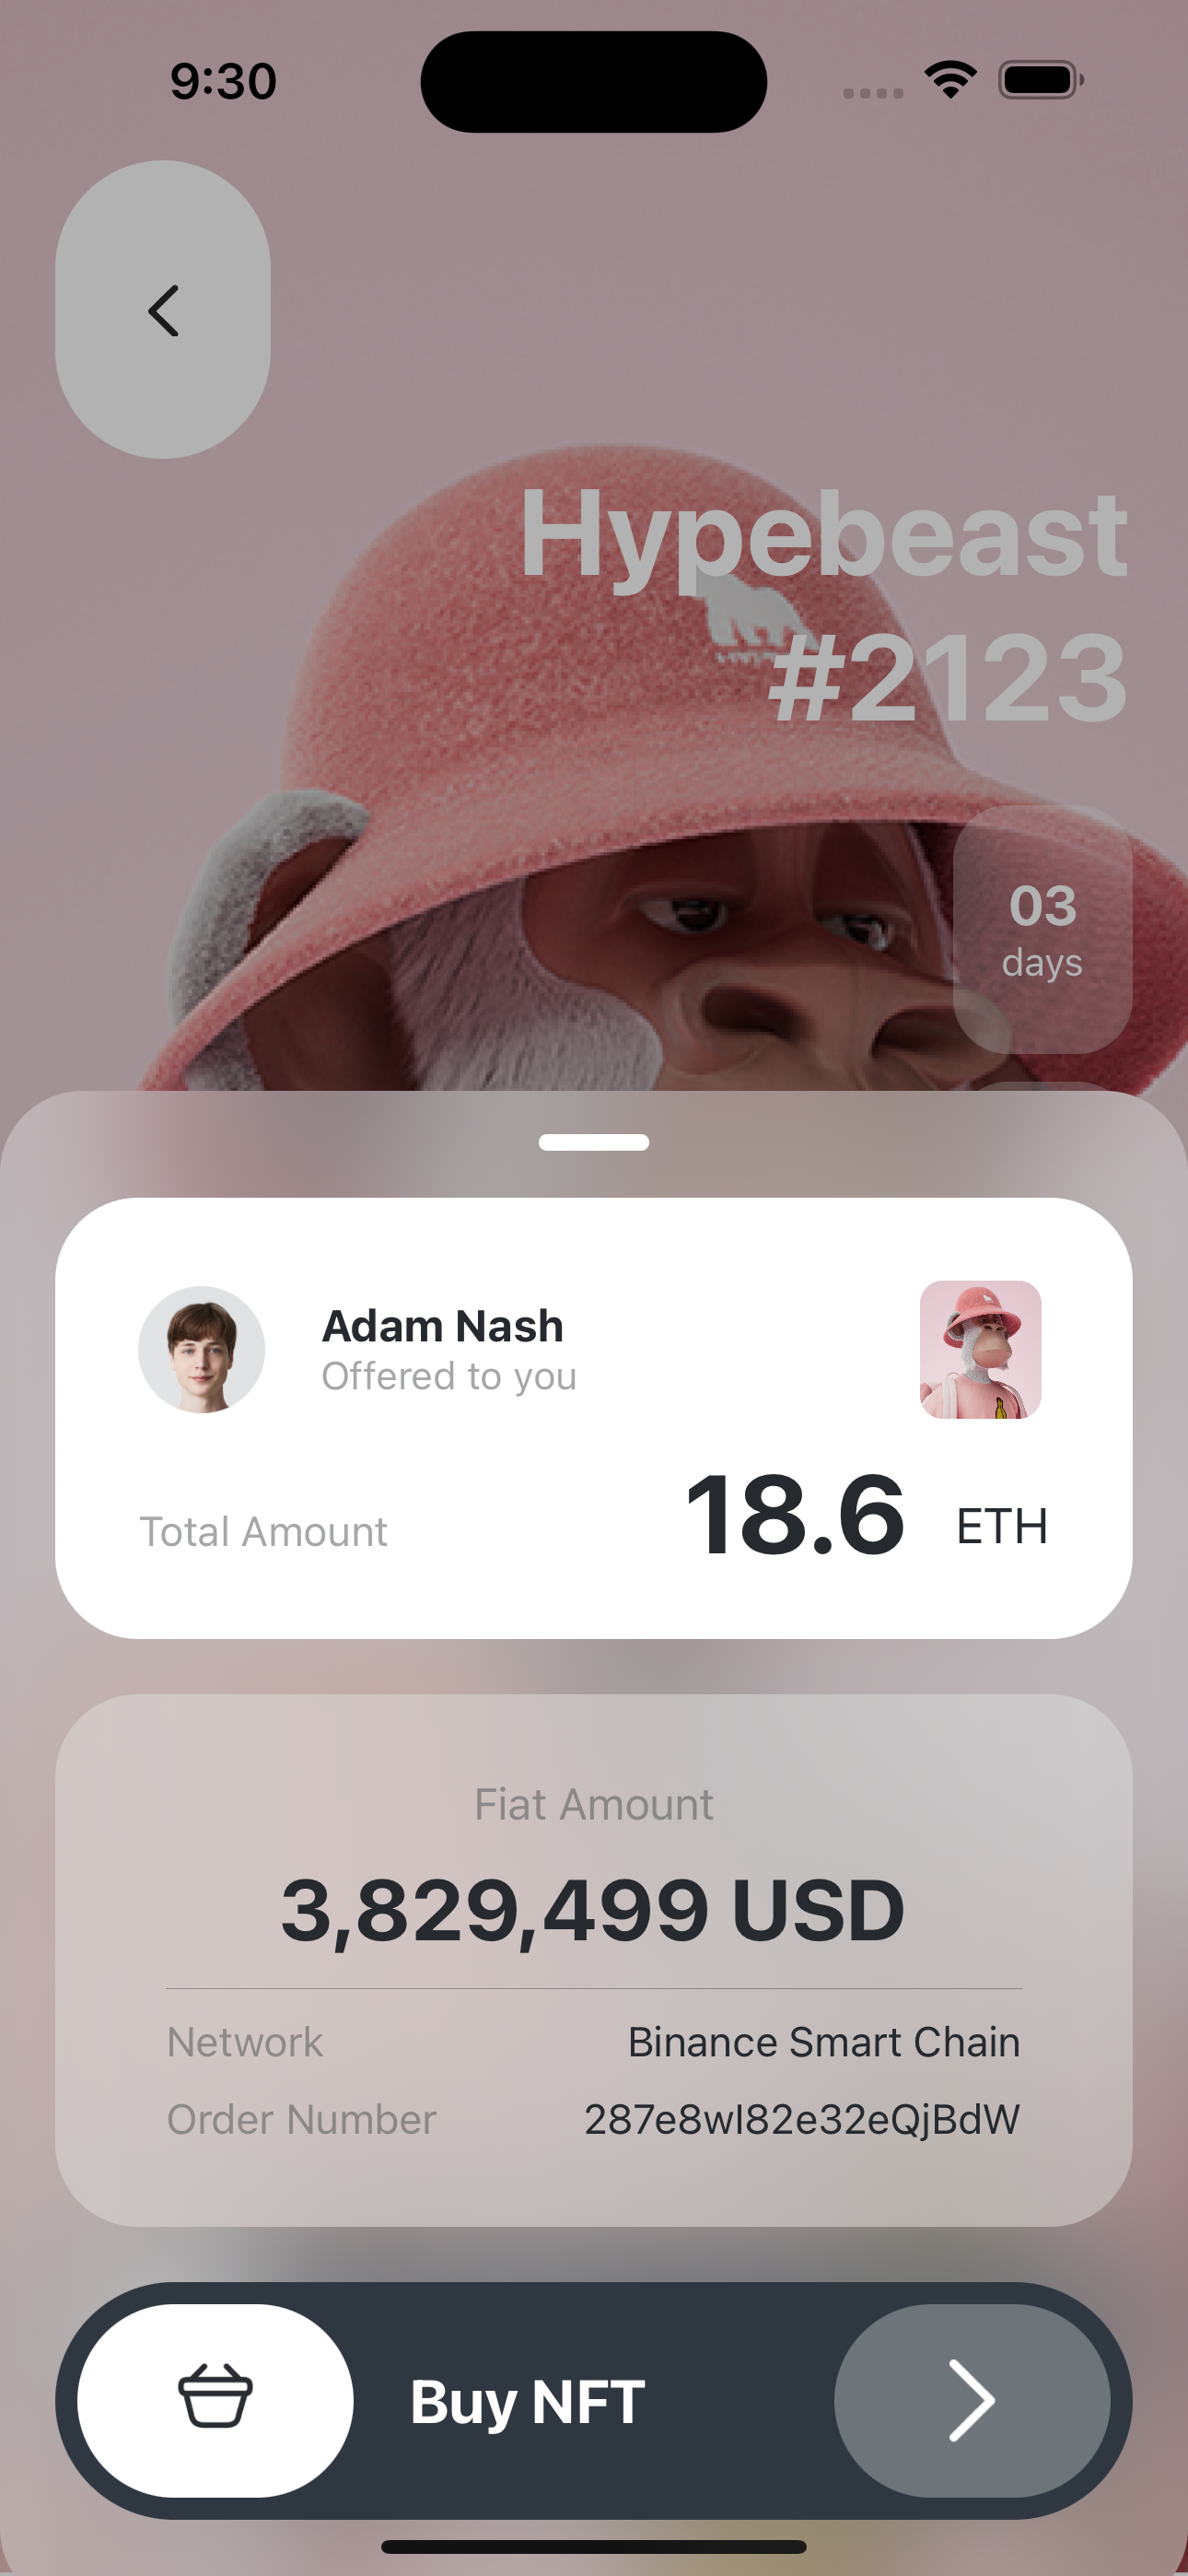 9:30
Hypebeast
#2123
03
days
Adam Nash
Offered to you
Total Amount 18.6 ETH
Fiat Amount
3,829,499 USD
Network Binance Smart Chain
Order Number 287e8wl82e32eQjBdW
Buy NFT